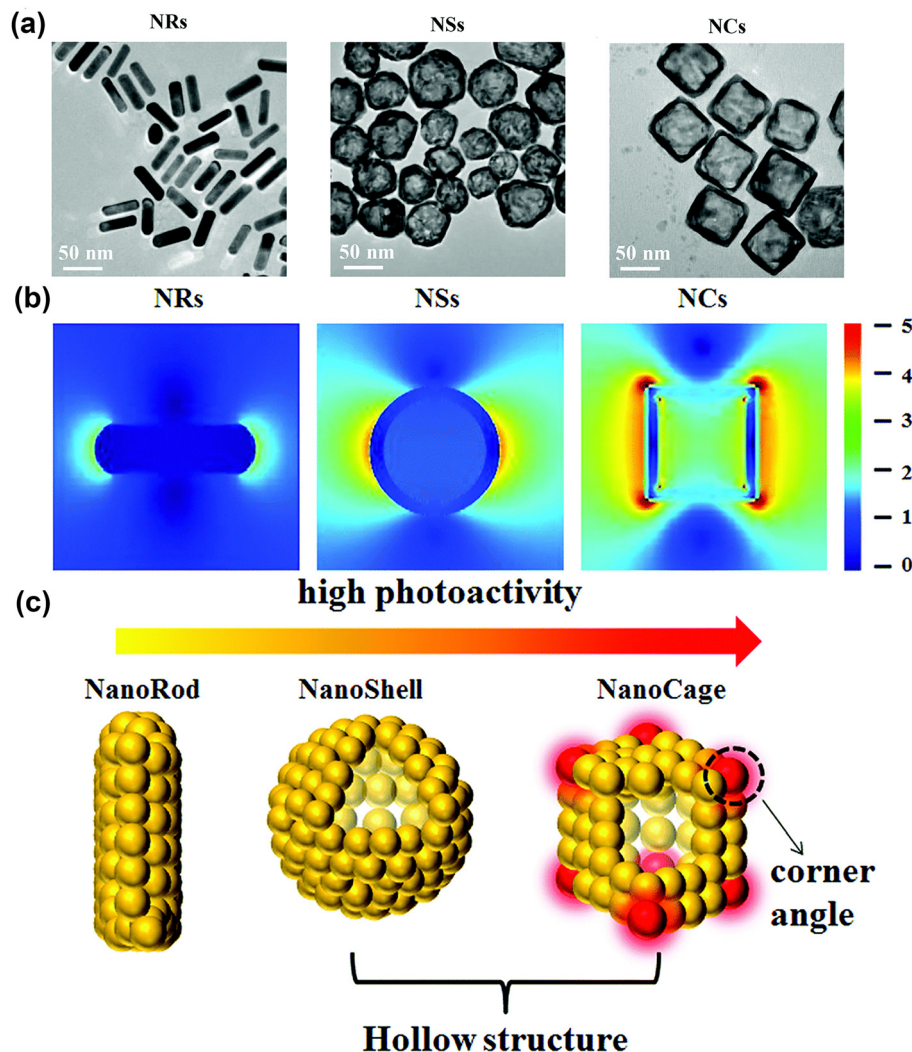 (a)
NRs
NSs
NCs
50 nm
50 nm
50 nm
(b)
NRs
NSs
NCs
5
4
3
2
1
0
(c)
high photoactivity
NanoRod
NanoShell
NanoCage
corner
angle
Hollow structure